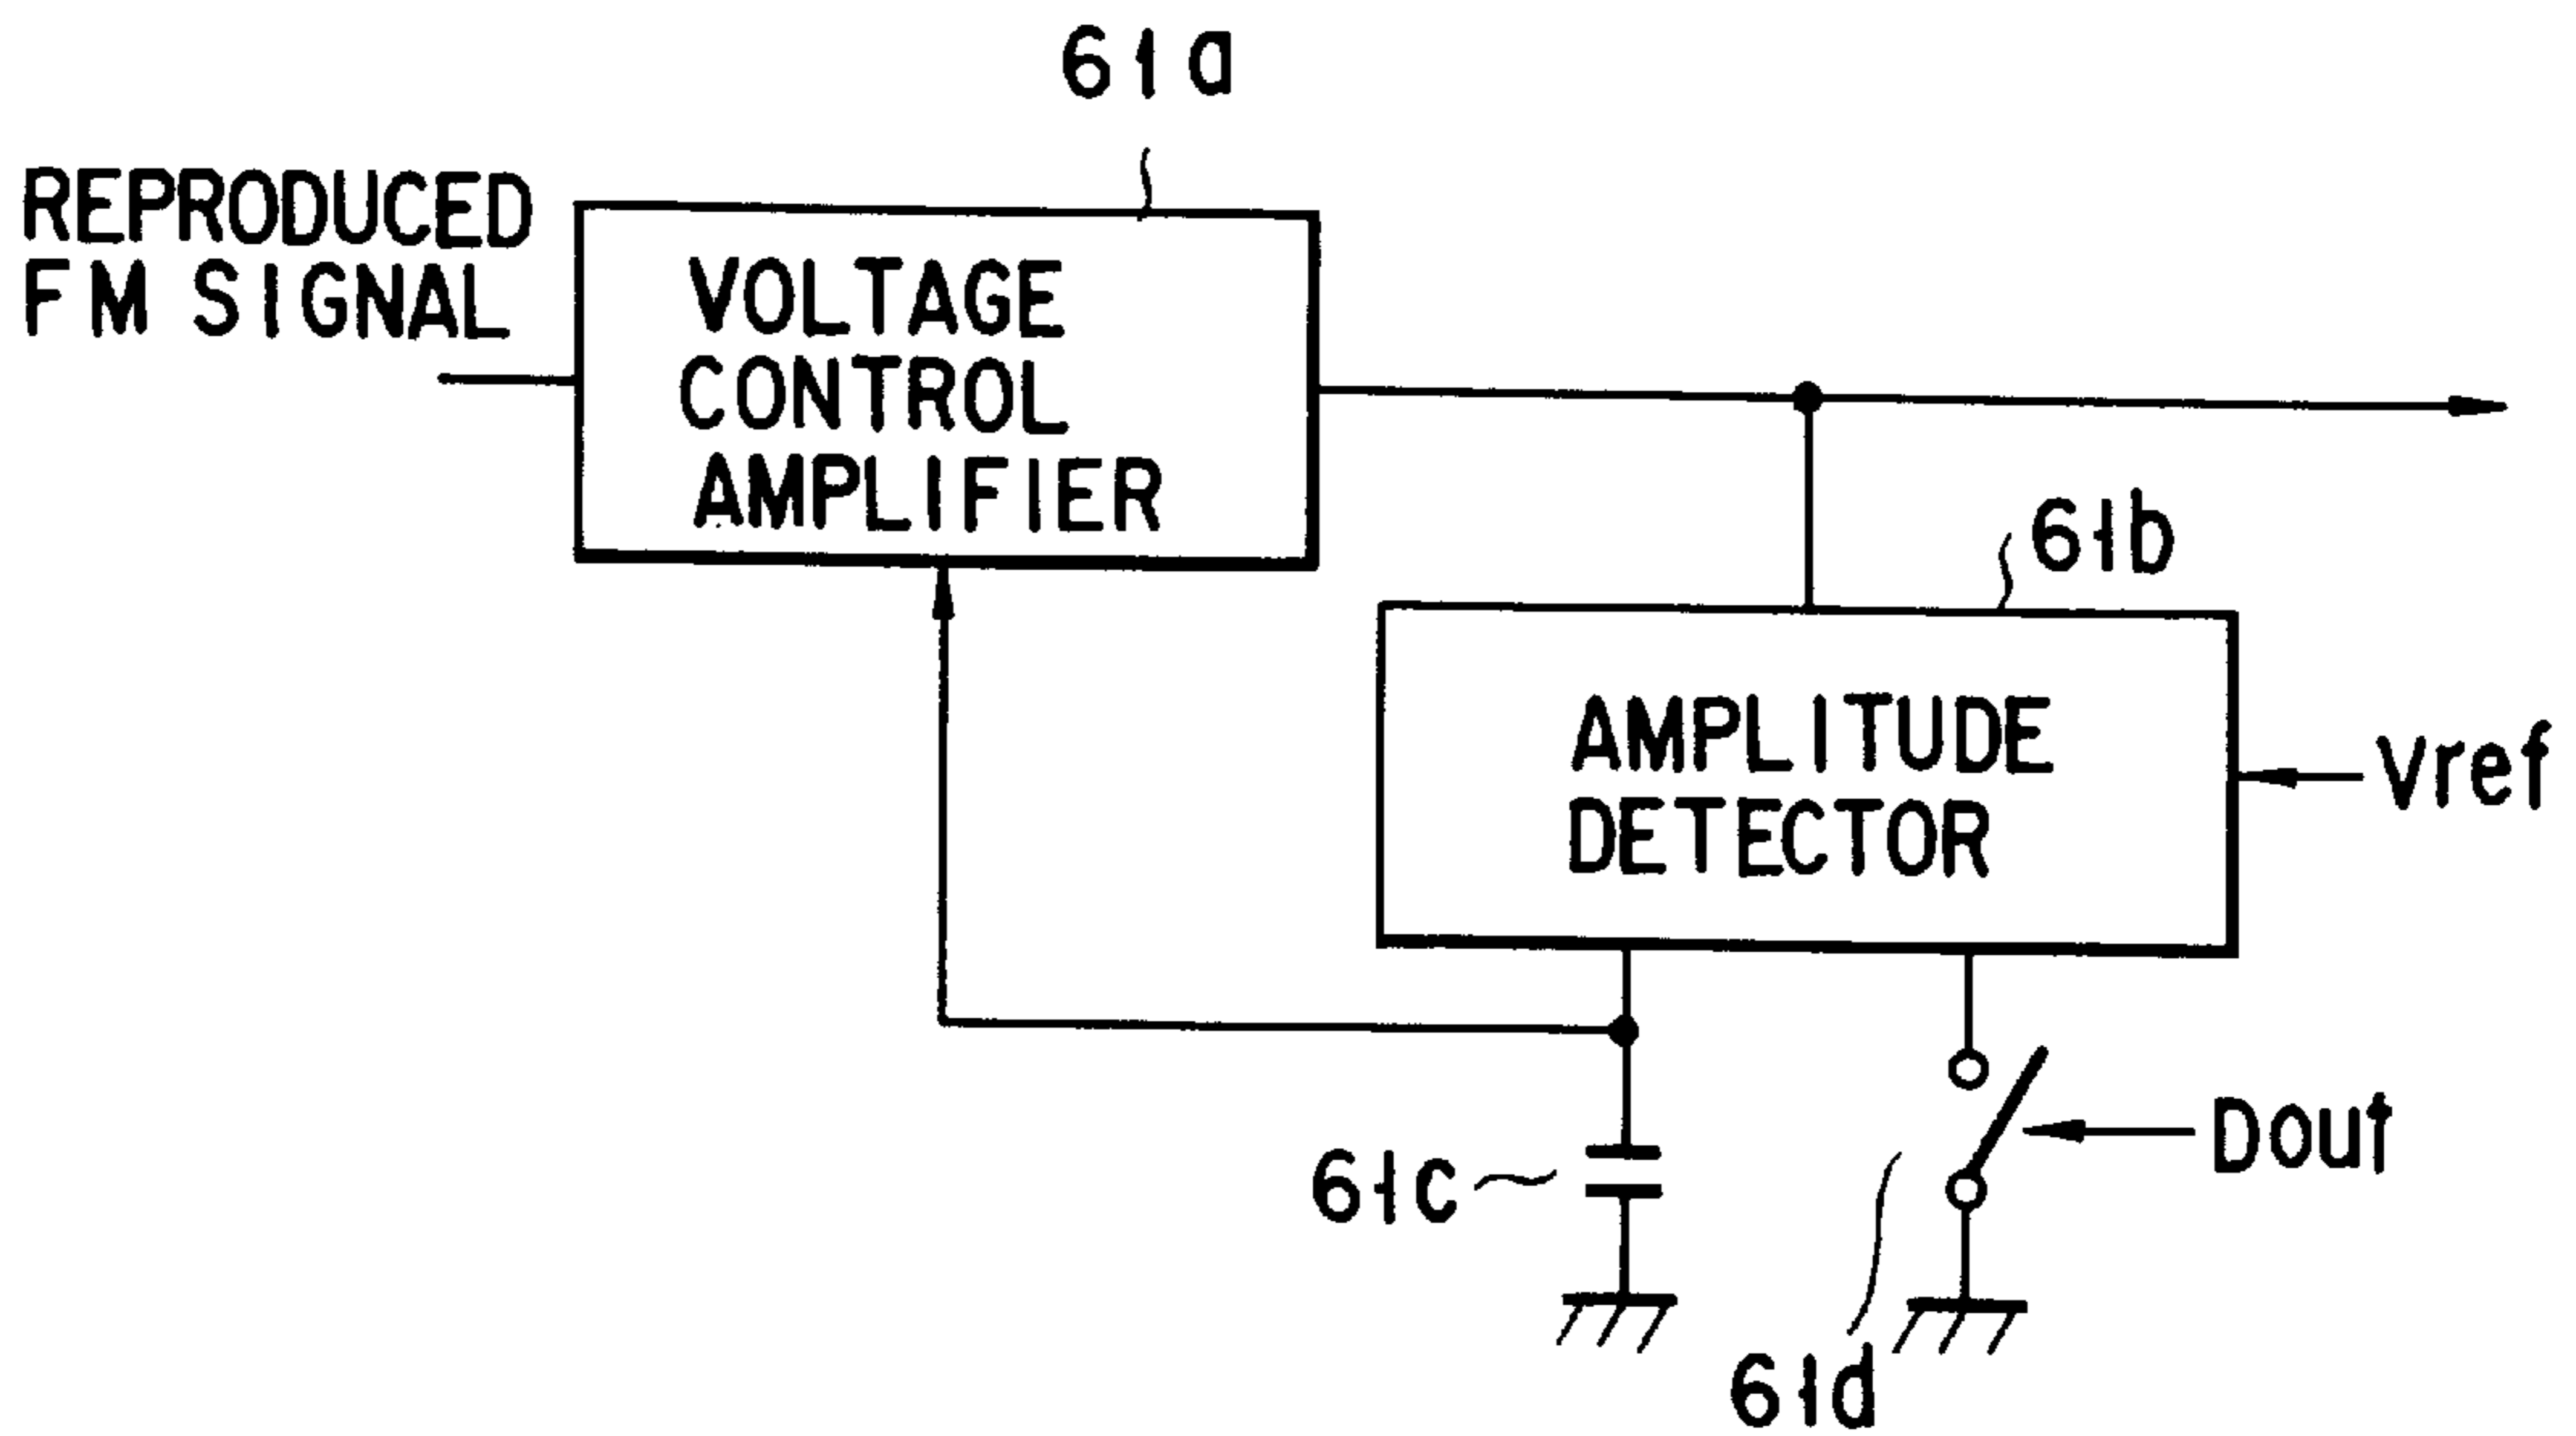 61a
REPRODUCED
FM SIGNAL
VOLTAGE
CONTROL
AMPLIFIER
61b
AMPLITUDE
DETECTOR
Vref
61c
Dout
61d